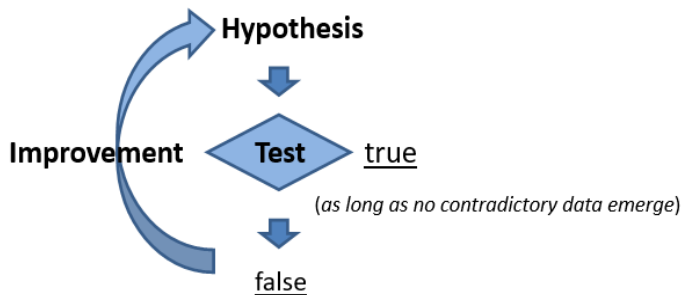 Hypothesis
Improvement Test true
(as long as no contradictory data emerge)
false